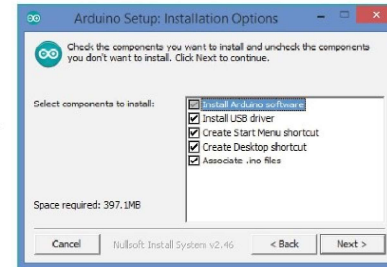 Arduino Setup: Installation Options
Check the components you want to install and uncheck the components
you don't want to install. Click Next to continue.
Select components to install:
Install Arduino software
Install USB driver
Create Start Menu shortcut
Create Desktop shortcut
Associate .ino files
Space required: 397.1MB
Cancel
Nullsoft Install System v2.46
< Back
Next >